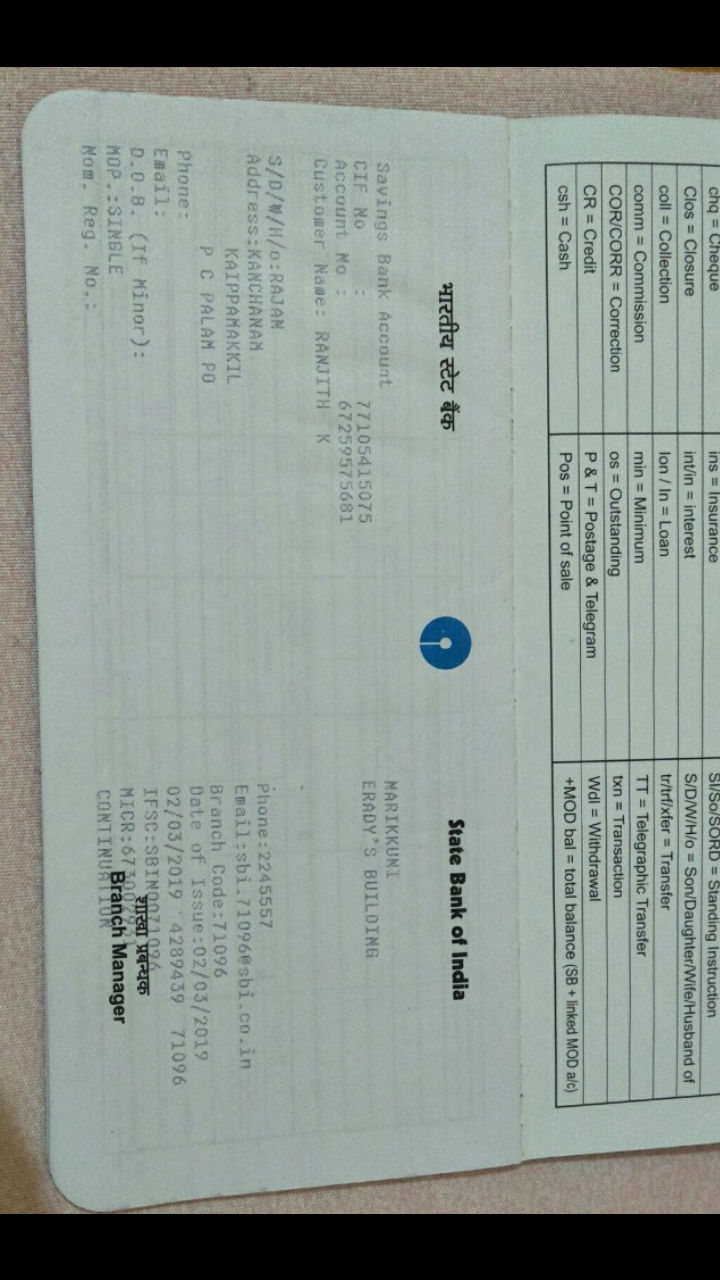 chq = Cheque
ins = Insurance
SI/So/SORD = Standing Instruction
Clos = Closure
int/in = interest
S/D/W/H/o = Son/Daughter/Wife/Husband of
coll = Collection
lon / ln = Loan
tr/trf/xfer = Transfer
comm = Commission
min = Minimum
TT = Telegraphic Transfer
COR/CORR = Correction
os = Outstanding
txn = Transaction
CR = Credit
P & T = Postage & Telegram
Wdl = Withdrawal
csh = Cash
Pos = Point of sale
+MOD bal = total balance (SB + linked MOD a/c)
भारतीय स्टेट बैंक
State Bank of India
Savings Bank Account
CIF No : 77105415075
Account No : 67259575681
Customer Name: RANJITH K
S/D/W/H/o:RAJAN
Address:KANCHANAM
KAIPPAMAKKIL
P C PALAM PO
Phone:
Email:
D.O.B. (If Minor):
MOP.:SINGLE
Nom. Reg. No.:
NARIKKUNI
ERADY'S BUILDING
Phone:2245557
Email:sbi.71096@sbi.co.in
Branch Code:71096
Date of Issue:02/03/2019
02/03/2019 4289439 71096
IFSC:SBIN0071096
MICR:
CONTINUATION
शाखा प्रबन्धक
Branch Manager